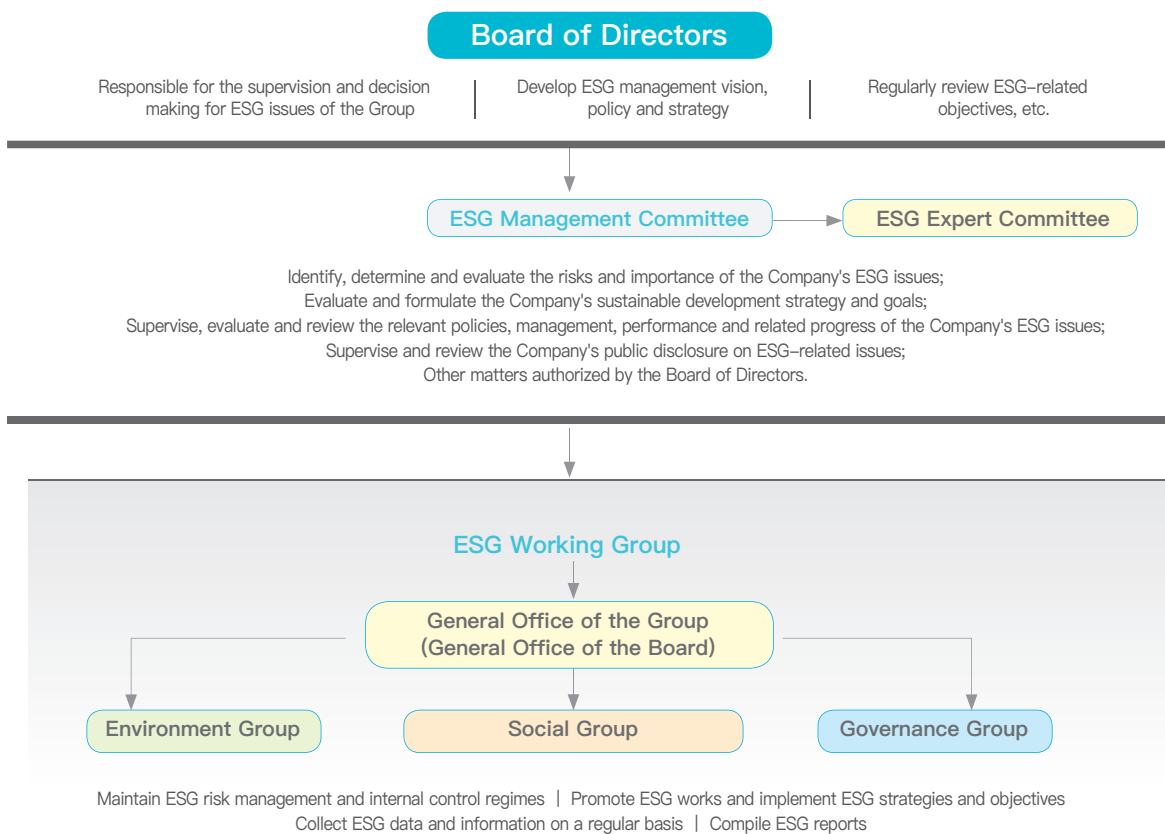 Board of Directors
Responsible for the supervision and decision
making for ESG issues of the Group
Develop ESG management vision,
policy and strategy
Regularly review ESG-related
objectives, etc.
ESG Management Committee
ESG Expert Committee
Identify, determine and evaluate the risks and importance of the Company's ESG issues;
Evaluate and formulate the Company's sustainable development strategy and goals;
Supervise, evaluate and review the relevant policies, management, performance and related progress of the Company's ESG issues;
Supervise and review the Company's public disclosure on ESG-related issues;
Other matters authorized by the Board of Directors.
ESG Working Group
General Office of the Group
(General Office of the Board)
Environment Group
Social Group
Governance Group
Maintain ESG risk management and internal control regimes | Promote ESG works and implement ESG strategies and objectives
Collect ESG data and information on a regular basis | Compile ESG reports